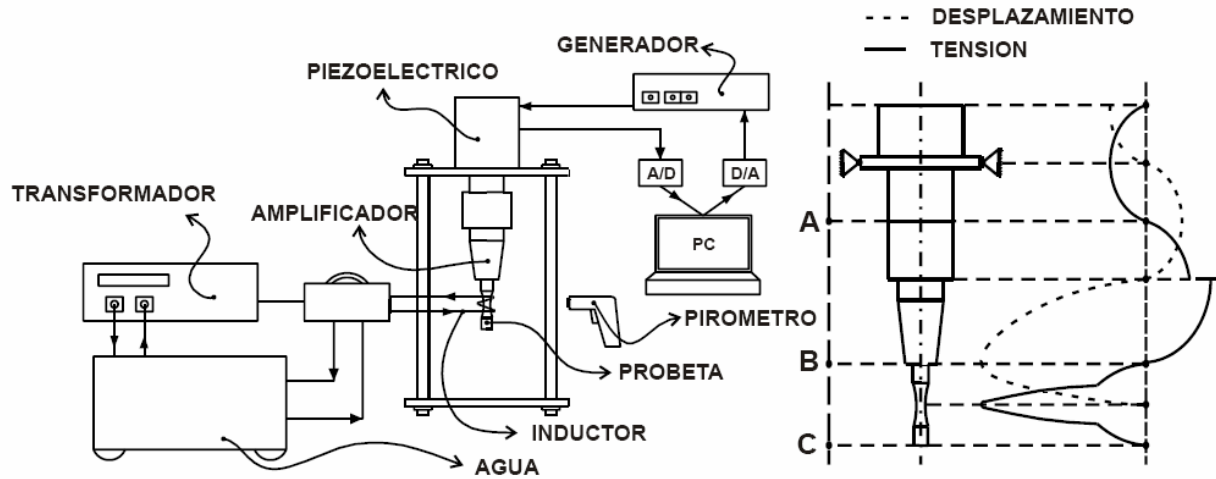 DESPLAZAMIENTO
TENSION
GENERADOR
PIEZOELECTRICO
TRANSFORMADOR
AMPLIFICADOR
A/D
D/A
PC
PIROMETRO
PROBETA
INDUCTOR
AGUA
A
B
C